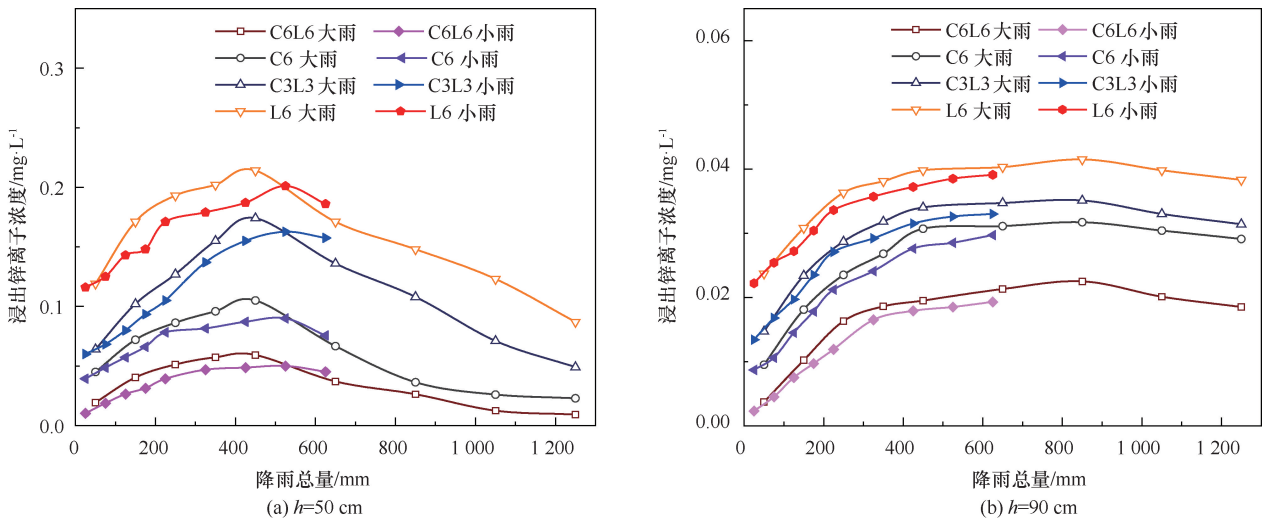 C6L6 大雨 C6L6 小雨
C6 大雨 C6 小雨
C3L3 大雨 C3L3 小雨
L6 大雨 L6 小雨
浸出锌离子浓度/mg·L-1
0.3
0.2
0.1
0.0
0 200 400 600 800 1 000 1 200
降雨总量/mm
(a) h=50 cm
C6L6 大雨 C6L6 小雨
C6 大雨 C6 小雨
C3L3 大雨 C3L3 小雨
L6 大雨 L6 小雨
浸出锌离子浓度/mg·L-1
0.06
0.04
0.02
0.00
0 200 400 600 800 1 000 1 200
降雨总量/mm
(b) h=90 cm